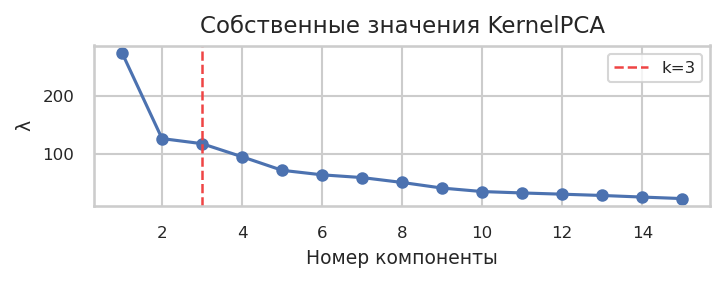 Собственные значения KernelPCA
k=3
λ
200
100
2 4 6 8 10 12 14
Номер компоненты